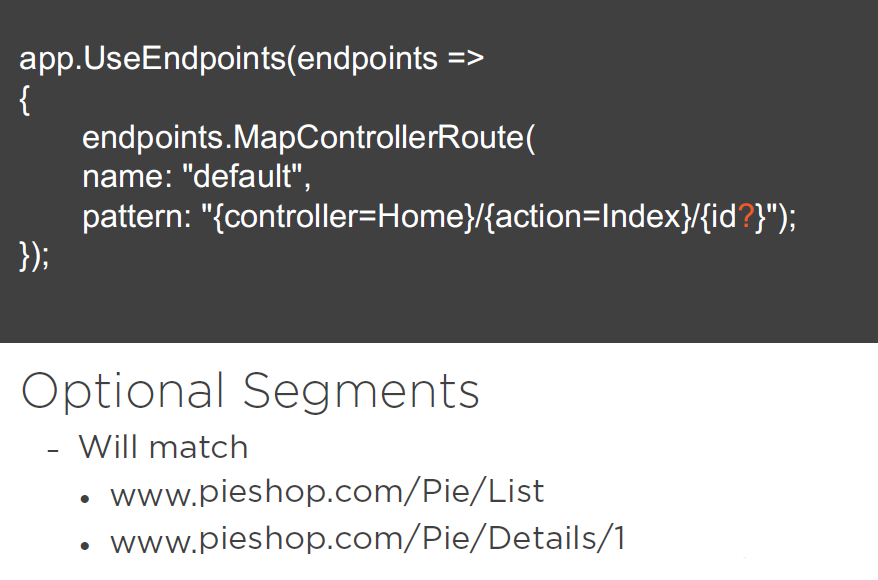 app.UseEndpoints(endpoints =>
{
endpoints.MapControllerRoute(
name: "default",
pattern: "{controller=Home}/{action=Index}/{id?}");
});
Optional Segments
- Will match
• www.pieshop.com/Pie/List
• www.pieshop.com/Pie/Details/1